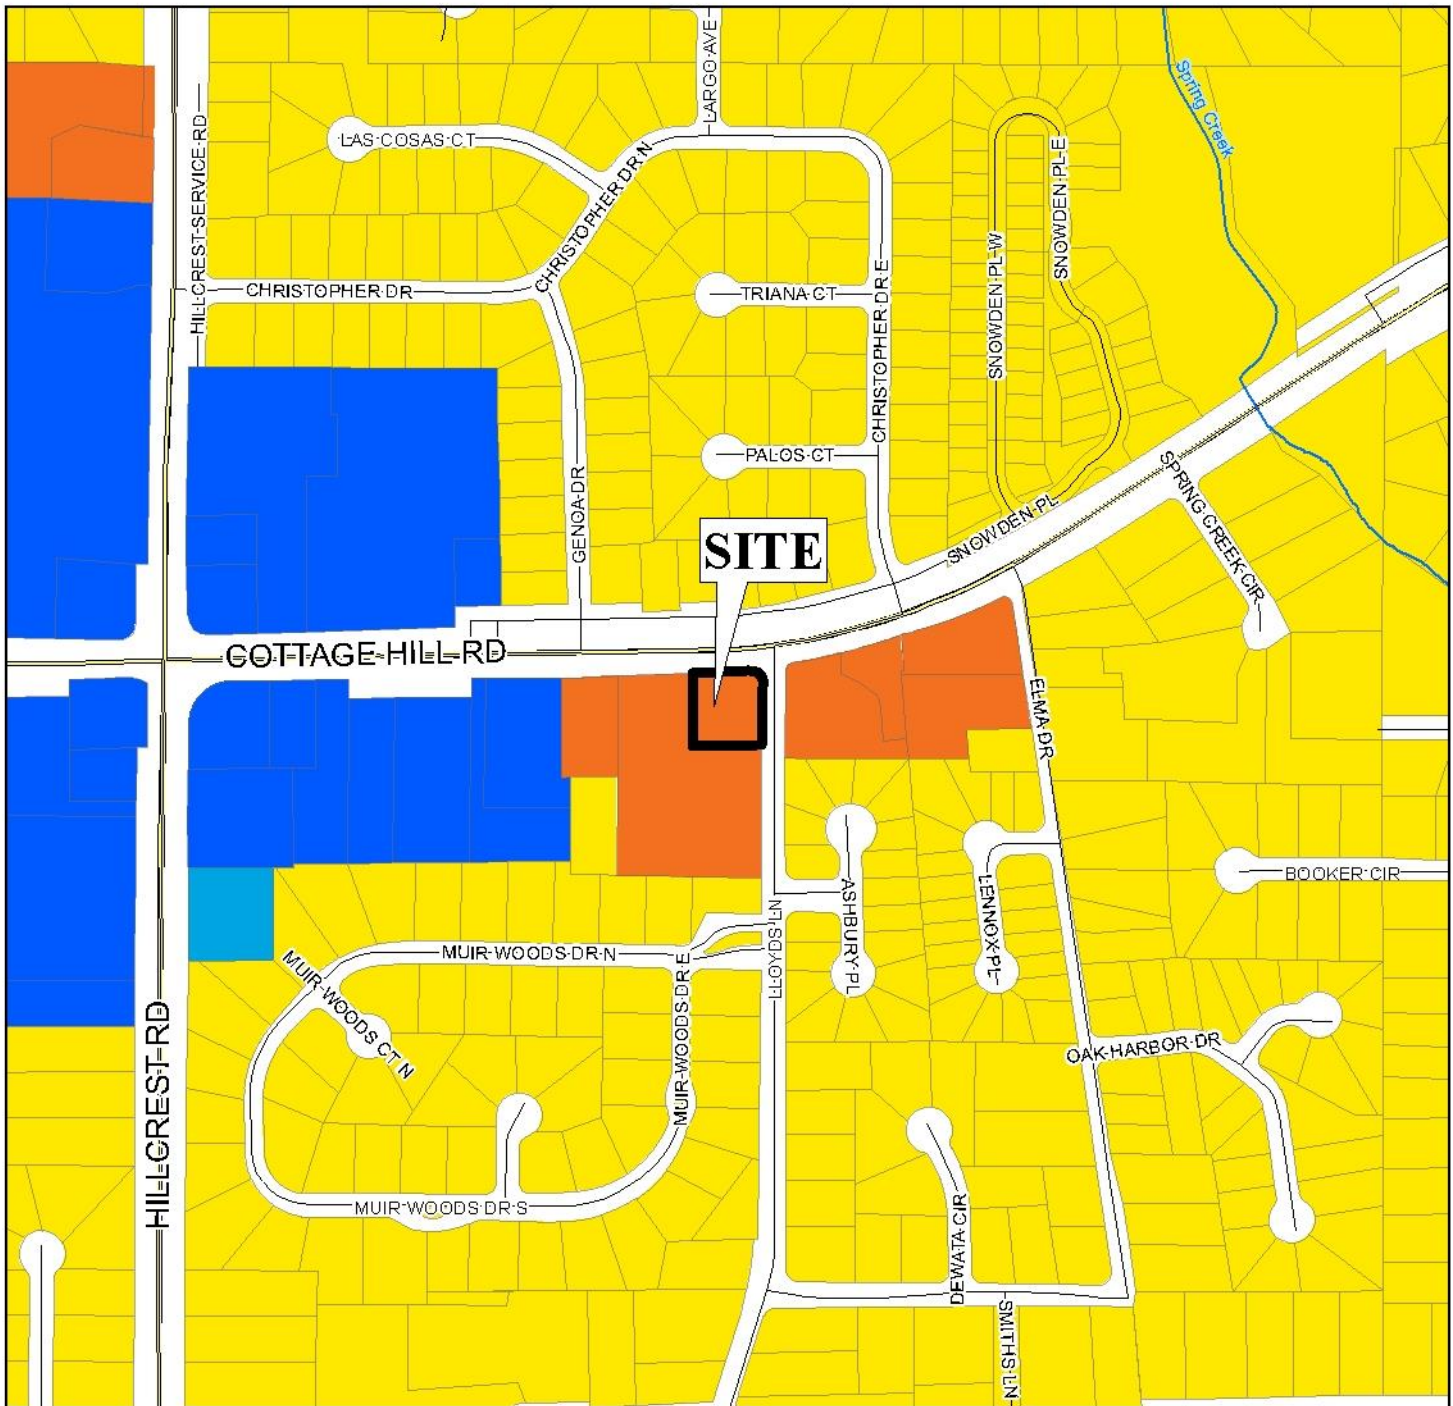 LARGO AVE
Spring Creek
LAS COSAS CT
HILLCREST SERVICE RD
CHRISTOPHER DR N
SNOWDEN PL E
SNOWDEN PL W
CHRISTOPHER DR
TRIANA CT
CHRISTOPHER DR E
PALOS CT
GENOA DR
SPRING CREEK CIR
SNOWDEN PL
SITE
COTTAGE HILL RD
ELMA DR
BOOKER CIR
ASHBURY PL
LENNOX PL
LLOYDS LN
MUIR WOODS DR N
MUIR WOODS DR E
MUIR WOODS CT N
OAK HARBOR DR
HILLCREST RD
MUIR WOODS DR S
DEWATA CIR
SMITHS LN